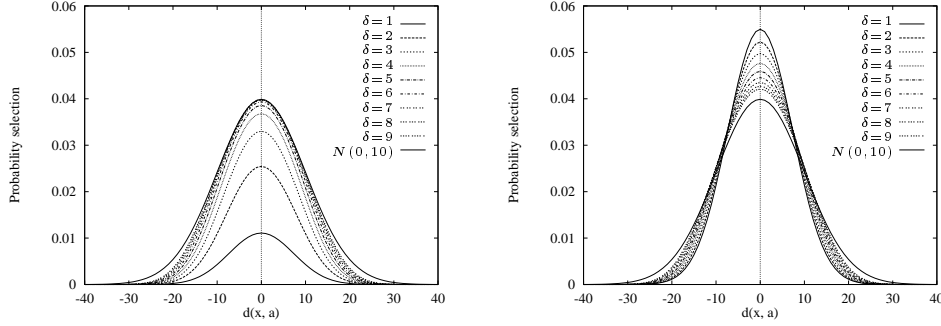 0.06
0.05
0.04
0.03
0.02
0.01
0
Probability selection
-40 -30 -20 -10 0 10 20 30 40
d(x, a)
δ = 1
δ = 2
δ = 3
δ = 4
δ = 5
δ = 6
δ = 7
δ = 8
δ = 9
N (0, 10)
0.06
0.05
0.04
0.03
0.02
0.01
0
Probability selection
-40 -30 -20 -10 0 10 20 30 40
d(x, a)
δ = 1
δ = 2
δ = 3
δ = 4
δ = 5
δ = 6
δ = 7
δ = 8
δ = 9
N (0, 10)